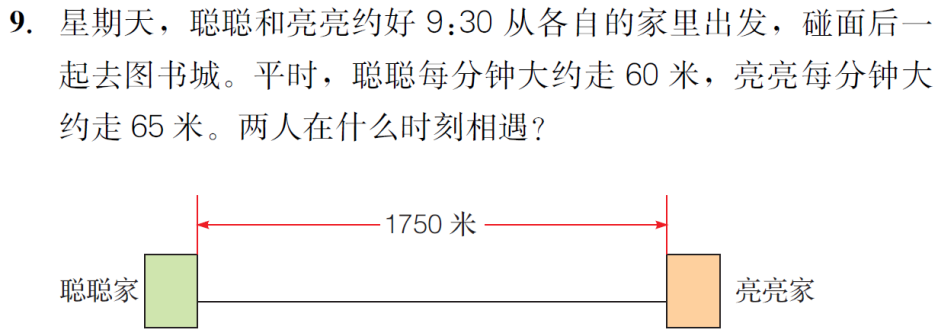 9. 星期天，聪聪和亮亮约好 9:30 从各自的家里出发，碰面后一
起去图书城。平时，聪聪每分钟大约走 60 米，亮亮每分钟大
约走 65 米。两人在什么时刻相遇？
1750 米
聪聪家
亮亮家